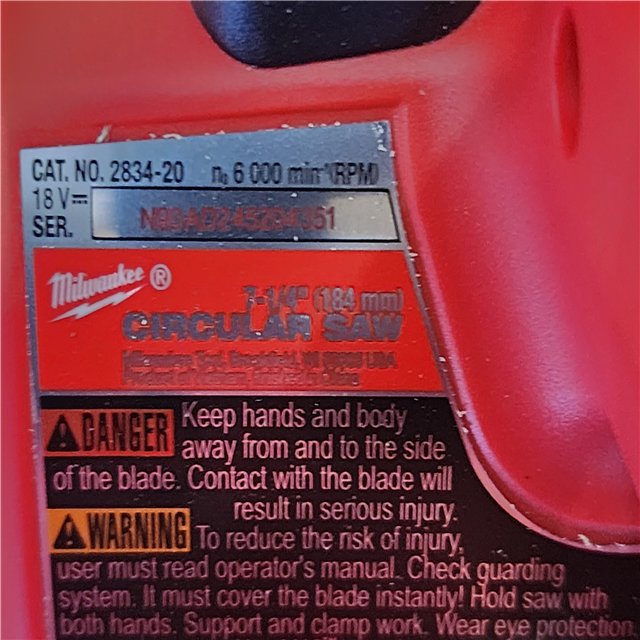 CAT. NO. 2834-20 n₀ 6 000 min⁻¹(RPM)
18 V⎓
SER.
Milwaukee ®
7-1/4" (184 mm)
CIRCULAR SAW
DANGER Keep hands and body
away from and to the side
of the blade. Contact with the blade will
result in serious injury.
WARNING To reduce the risk of injury,
user must read operator's manual. Check guarding
system. It must cover the blade instantly! Hold saw with
both hands. Support and clamp work. Wear eye protection